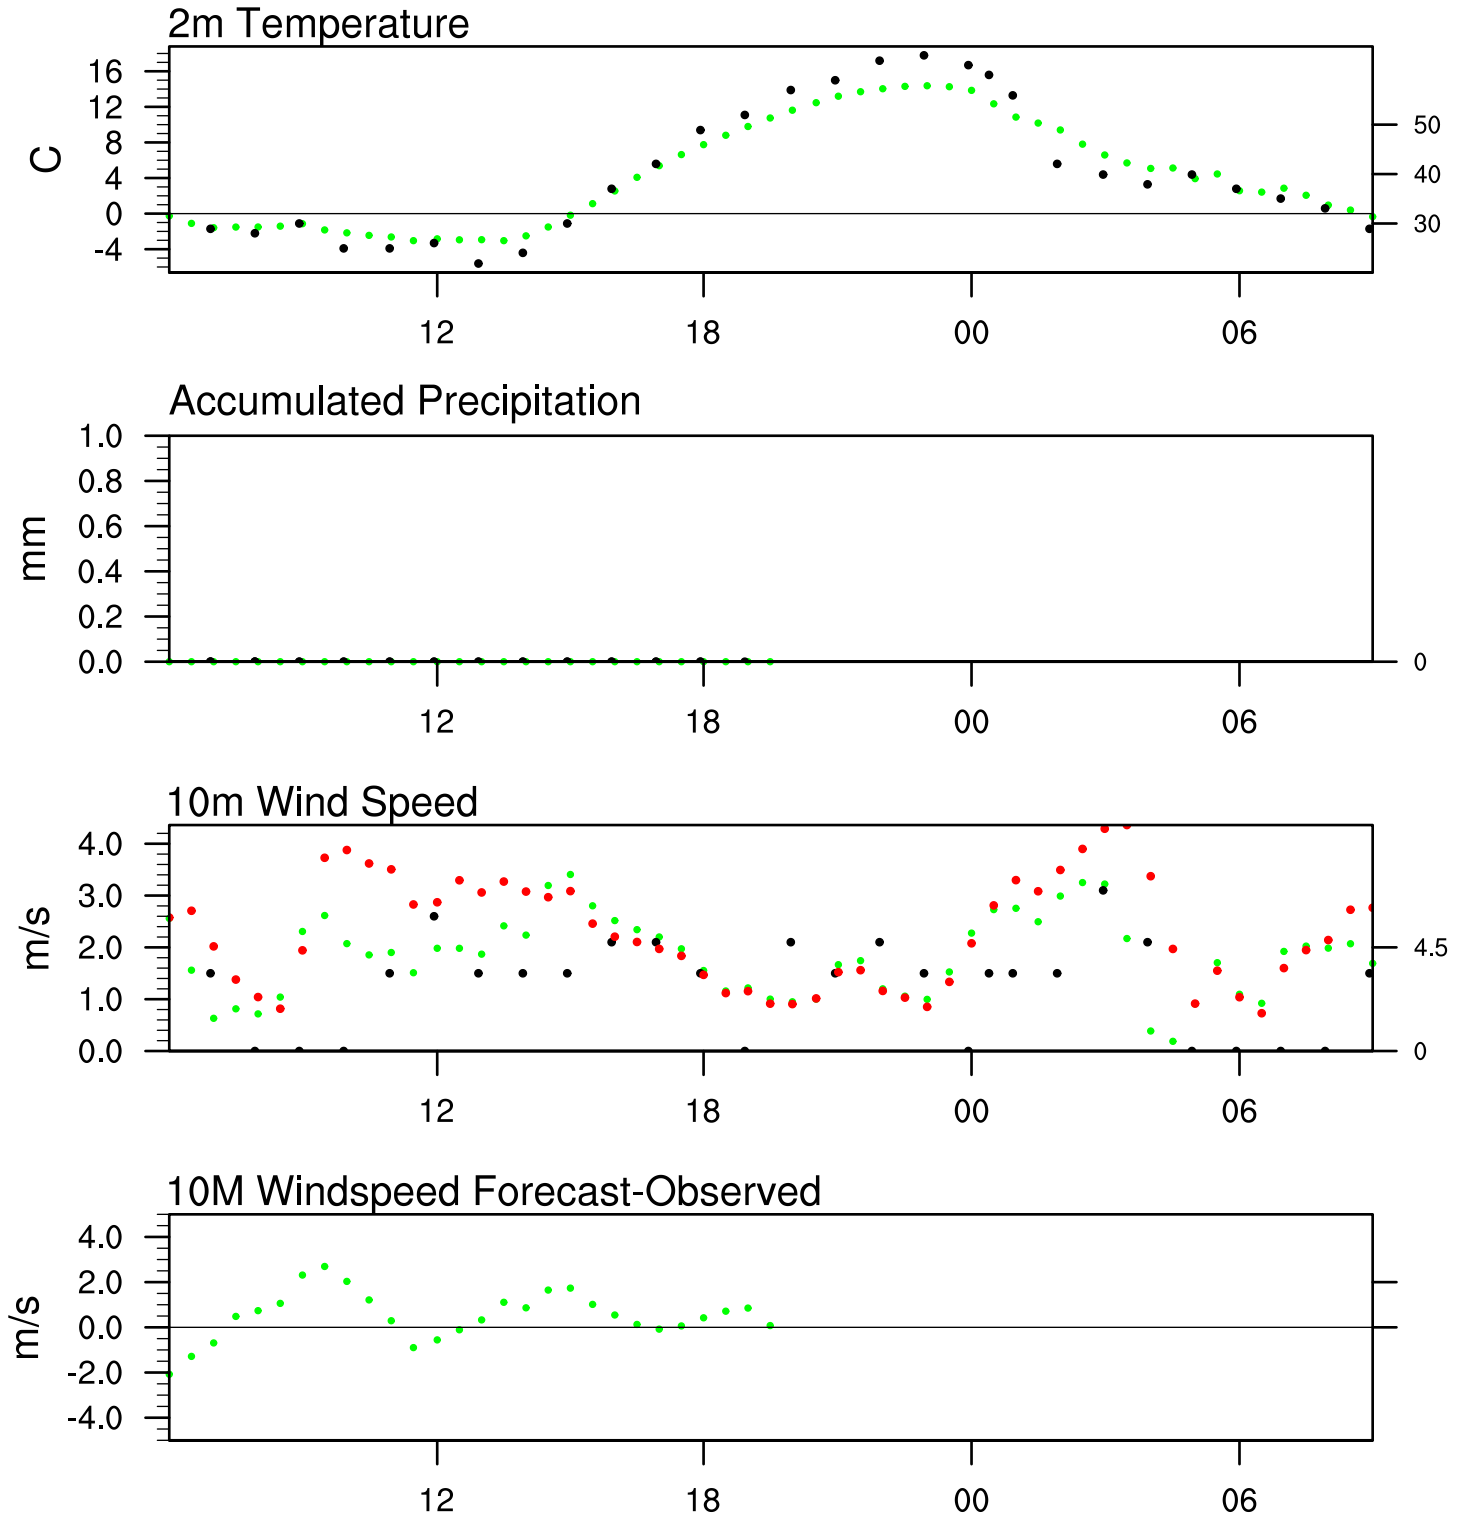 2m Temperature
16
12
8
4
0
-4
C
50
40
30
12 18 00 06
Accumulated Precipitation
1.0
0.8
0.6
0.4
0.2
0.0
mm
0
12 18 00 06
10m Wind Speed
4.0
3.0
2.0
1.0
0.0
m/s
4.5
0
12 18 00 06
10M Windspeed Forecast-Observed
4.0
2.0
0.0
-2.0
-4.0
m/s
12 18 00 06